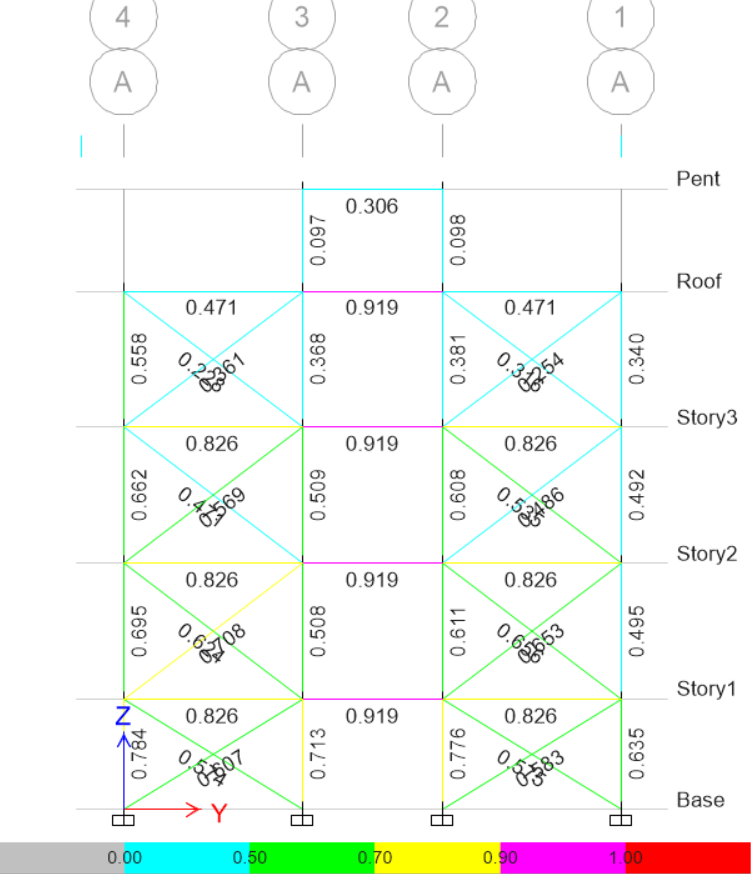 4 3 2 1
A A A A
Pent
0.306
0.097 0.098
Roof
0.471 0.919 0.471
0.558 0.368 0.381 0.340
Story3
0.826 0.919 0.826
0.662 0.509 0.608 0.492
Story2
0.826 0.919 0.826
0.695 0.508 0.611 0.495
Story1
0.826 0.919 0.826
Z
0.784 0.713 0.776 0.635
Base
Y
0.00 0.50 0.70 0.90 1.00